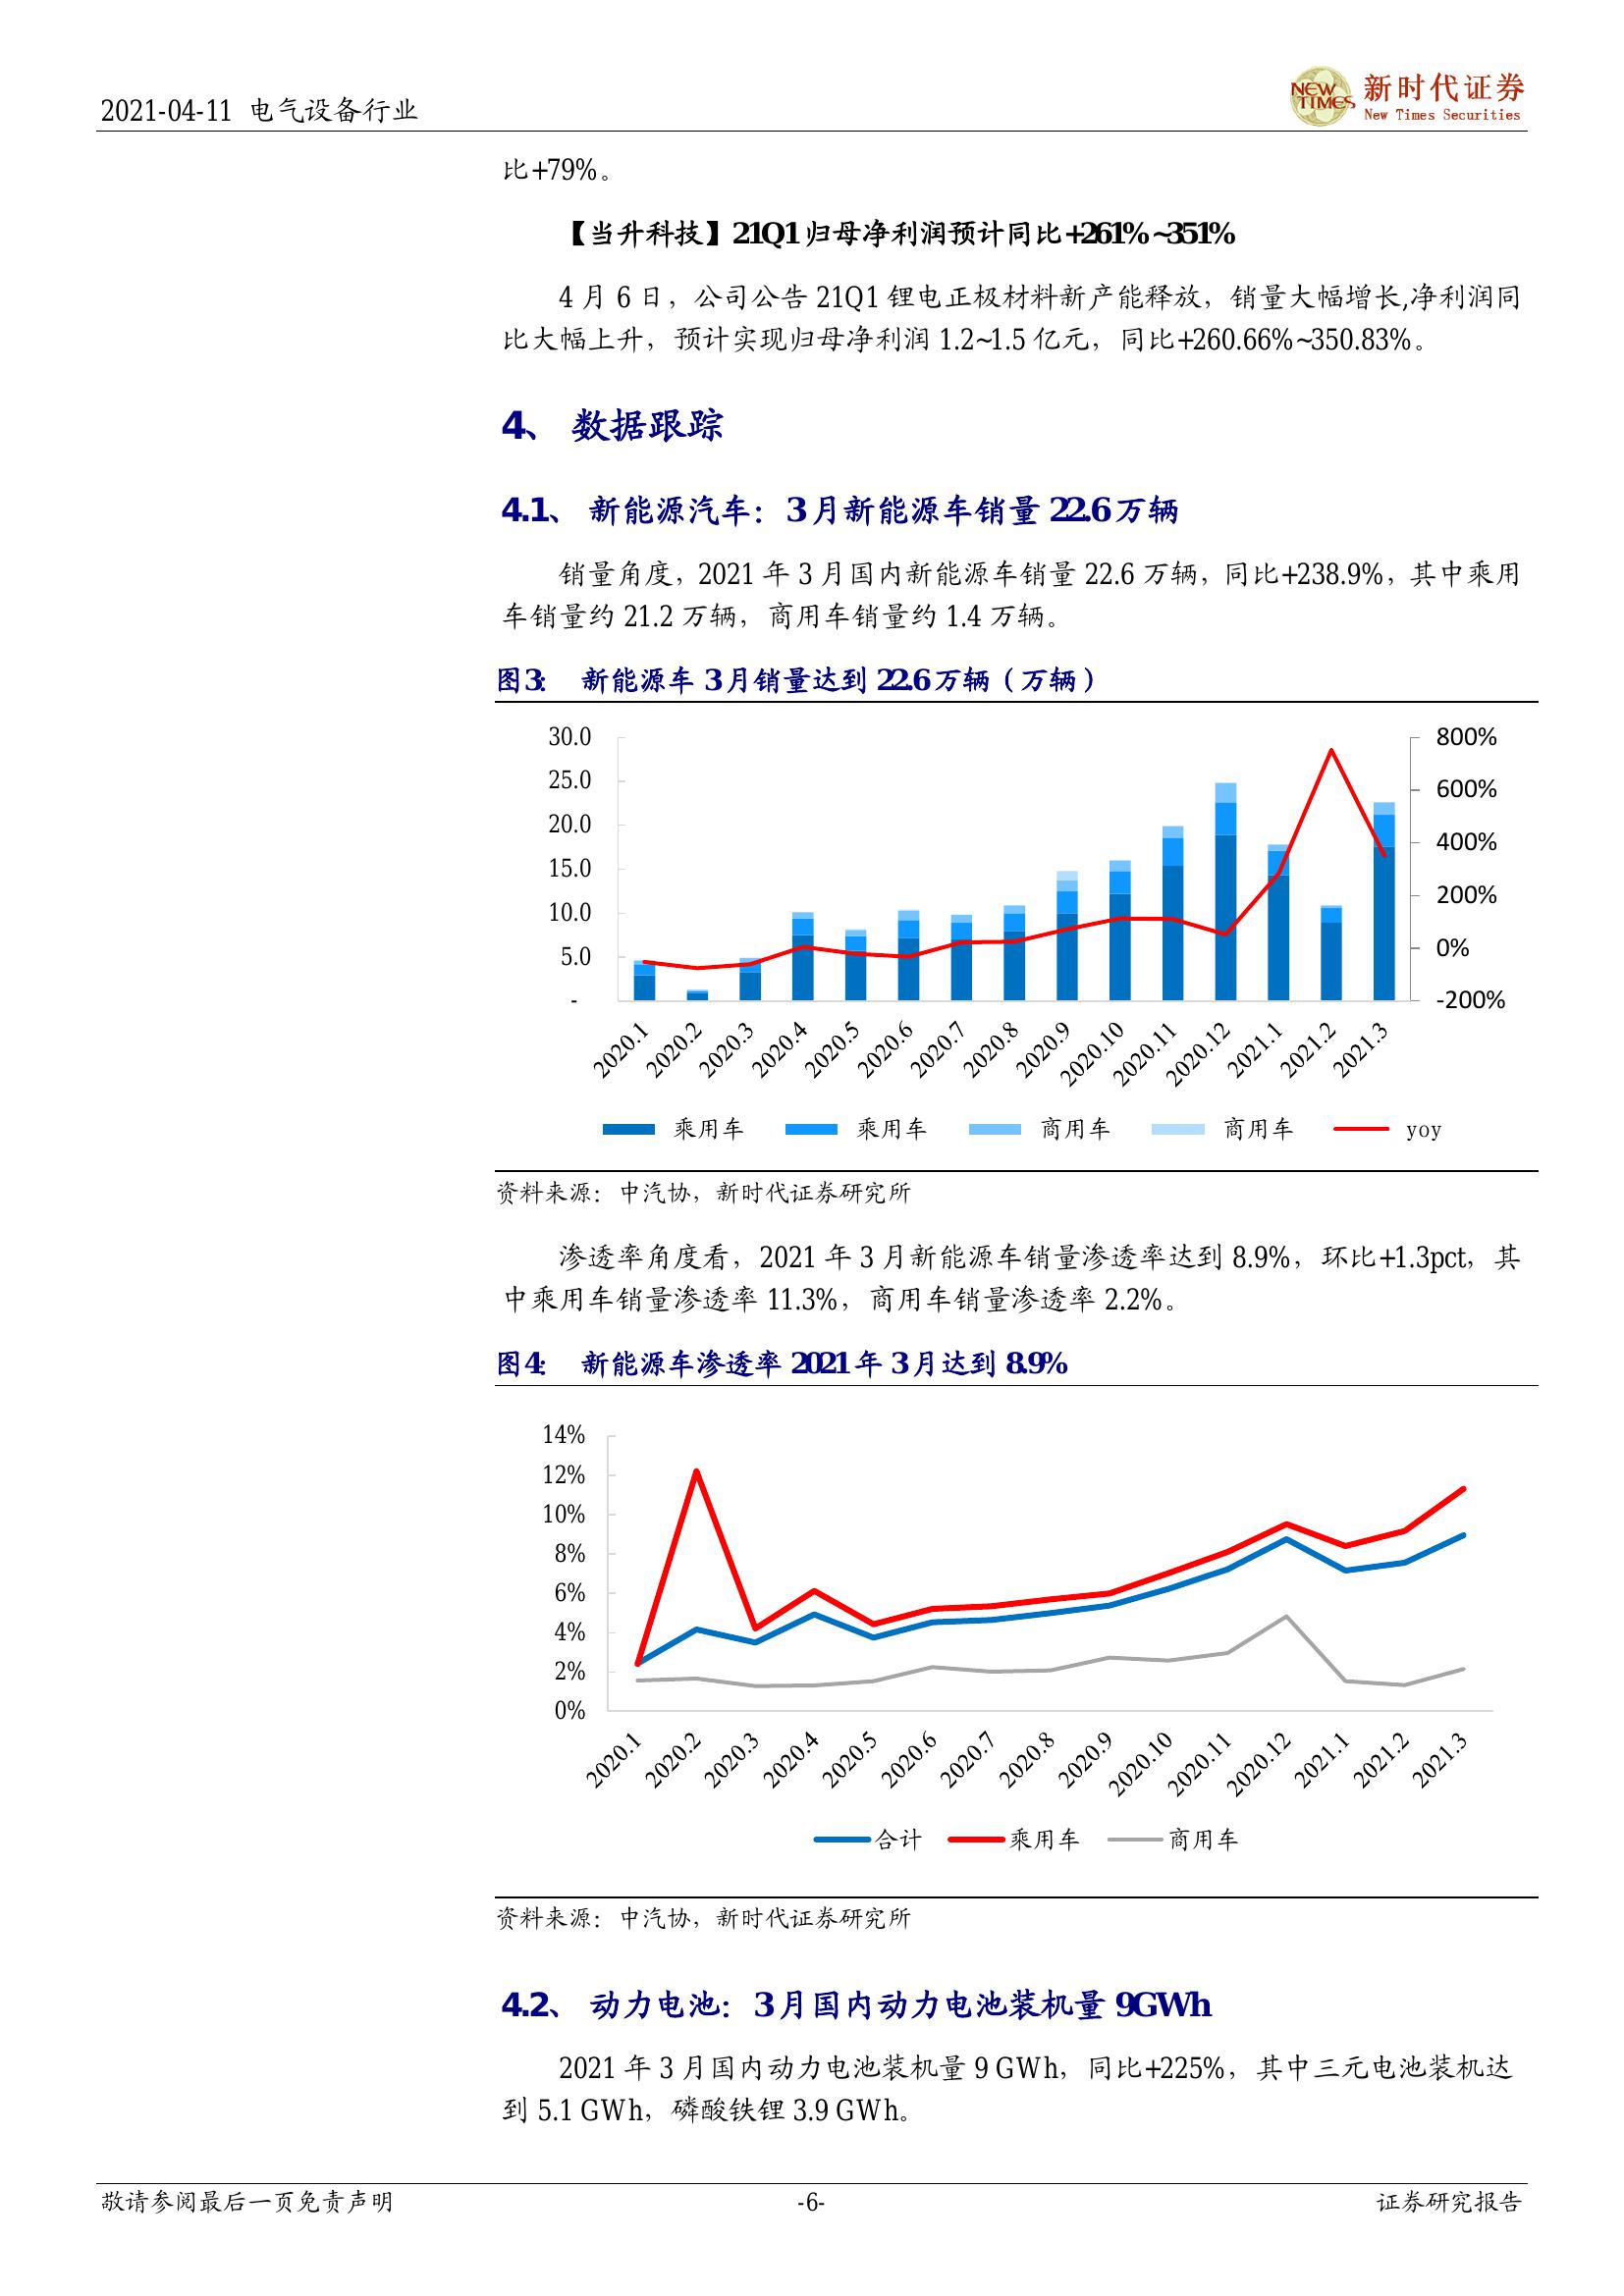 2021-04-11 电气设备行业
NEW TIMES
新时代证券
New Times Securities
比+79%。
【当升科技】21Q1 归母净利润预计同比+261%~351%
4 月 6 日，公司公告 21Q1 锂电正极材料新产能释放，销量大幅增长,净利润同
比大幅上升，预计实现归母净利润 1.2~1.5 亿元，同比+260.66%~350.83%。
4、 数据跟踪
4.1、 新能源汽车：3 月新能源车销量 22.6 万辆
销量角度，2021 年 3 月国内新能源车销量 22.6 万辆，同比+238.9%，其中乘用
车销量约 21.2 万辆，商用车销量约 1.4 万辆。
图 3： 新能源车 3 月销量达到 22.6 万辆（万辆）
30.0
25.0
20.0
15.0
10.0
5.0
-
800%
600%
400%
200%
0%
-200%
2020.1 2020.2 2020.3 2020.4 2020.5 2020.6 2020.7 2020.8 2020.9 2020.10 2020.11 2020.12 2021.1 2021.2 2021.3
乘用车 乘用车 商用车 商用车 yoy
资料来源：中汽协，新时代证券研究所
渗透率角度看，2021 年 3 月新能源车销量渗透率达到 8.9%，环比+1.3pct，其
中乘用车销量渗透率 11.3%，商用车销量渗透率 2.2%。
图 4： 新能源车渗透率 2021 年 3 月达到 8.9%
14%
12%
10%
8%
6%
4%
2%
0%
2020.1 2020.2 2020.3 2020.4 2020.5 2020.6 2020.7 2020.8 2020.9 2020.10 2020.11 2020.12 2021.1 2021.2 2021.3
合计 乘用车 商用车
资料来源：中汽协，新时代证券研究所
4.2、 动力电池：3 月国内动力电池装机量 9GWh
2021 年 3 月国内动力电池装机量 9 GWh，同比+225%，其中三元电池装机达
到 5.1 GWh，磷酸铁锂 3.9 GWh。
敬请参阅最后一页免责声明 -6- 证券研究报告